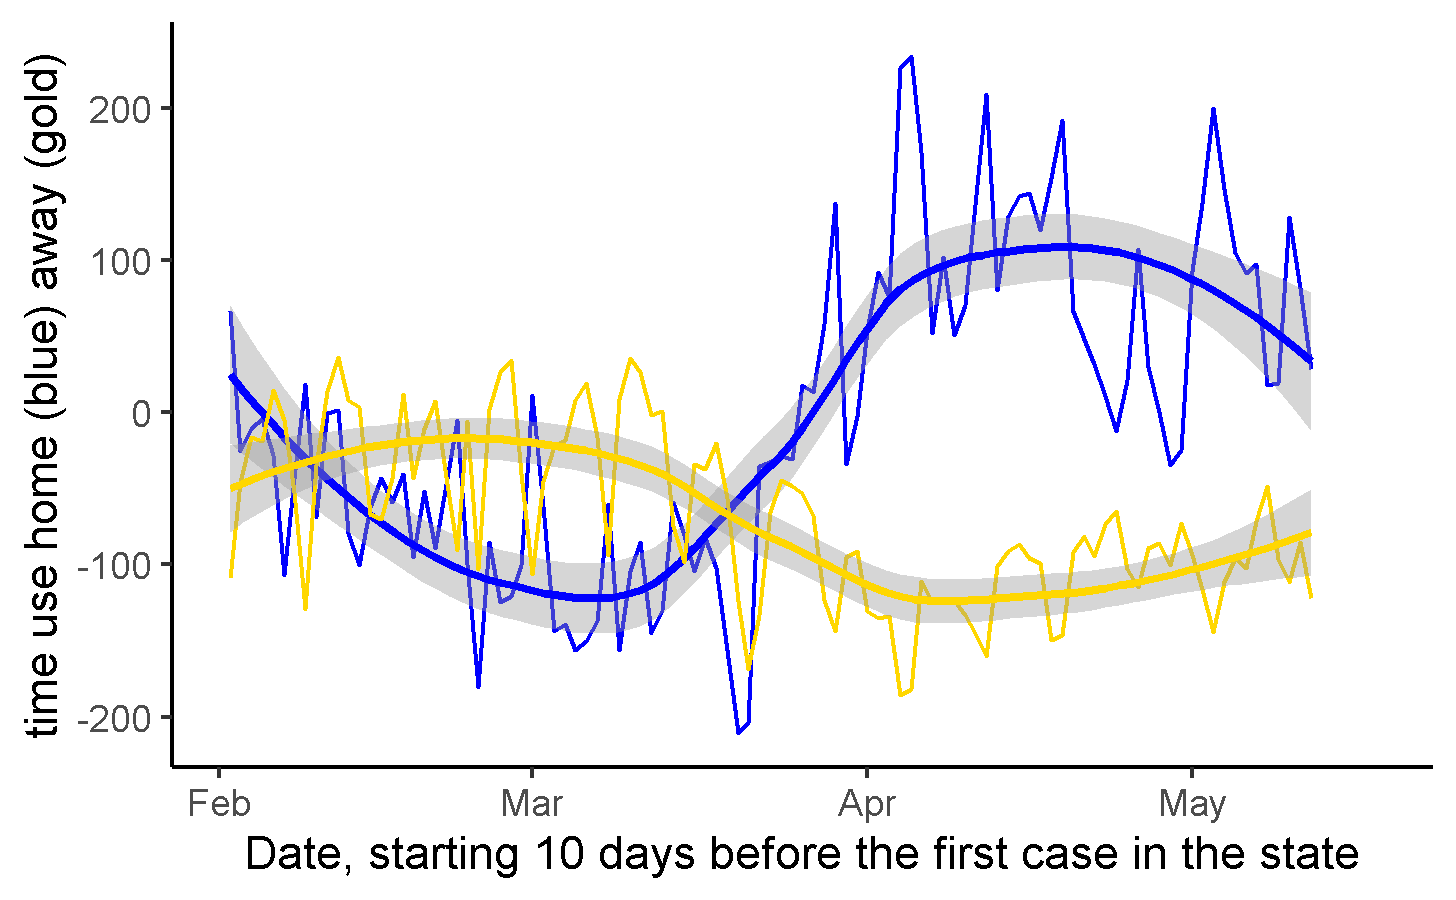 time use home (blue) away (gold)
200
100
0
-100
-200
Feb
Mar
Apr
May
Date, starting 10 days before the first case in the state